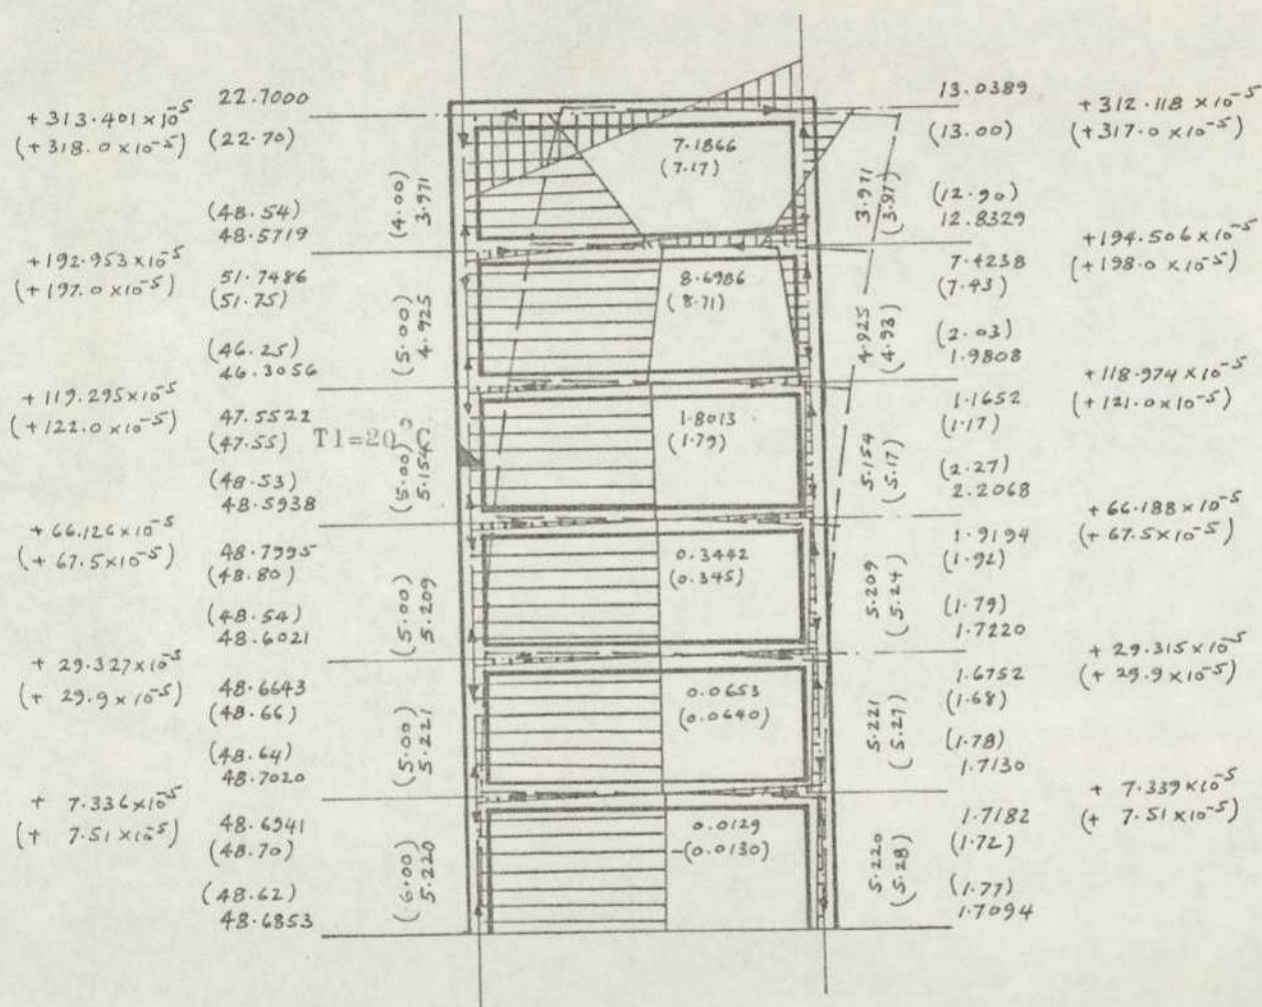 +313.401×10⁻⁵ 22.7000 13.0389 +312.118×10⁻⁵
(+318.0×10⁻⁵) (22.70) (13.00) (+317.0×10⁻⁵)
7.1866
(7.17)
(4.00) 3.971
3.971 (3.97)
(48.54) (12.90)
48.5719 12.8329
+192.953×10⁻⁵ 51.7486 7.4238 +194.506×10⁻⁵
(+197.0×10⁻⁵) (51.75) (7.43) (+198.0×10⁻⁵)
8.6986
(8.71)
(5.00) 4.925
4.925 (4.93)
(46.25) (2.03)
46.3056 1.9808
+119.295×10⁻⁵ 47.5522 1.1652 +118.974×10⁻⁵
(+122.0×10⁻⁵) (47.55) (1.17) (+121.0×10⁻⁵)
T1=20
1.8013
(1.79)
(5.00) 5.154
5.154 (5.17)
(48.53) (2.27)
48.5938 2.2068
+66.126×10⁻⁵ 48.7995 1.9194 +66.188×10⁻⁵
(+67.5×10⁻⁵) (48.80) (1.92) (+67.5×10⁻⁵)
0.3442
(0.345)
(5.00) 5.209
5.209 (5.24)
(48.54) (1.79)
48.6021 1.7220
+29.327×10⁻⁵ 48.6643 1.6752 +29.315×10⁻⁵
(+29.9×10⁻⁵) (48.66) (1.68) (+29.9×10⁻⁵)
0.0653
(0.0640)
(5.00) 5.221
5.221 (5.27)
(48.64) (1.78)
48.7020 1.7130
+7.336×10⁻⁵ 48.6941 1.7182 +7.339×10⁻⁵
(+7.51×10⁻⁵) (48.70) (1.72) (+7.51×10⁻⁵)
0.0129
-(0.0130)
(6.00) 5.220
5.220 (5.28)
(48.62) (1.77)
48.6853 1.7094